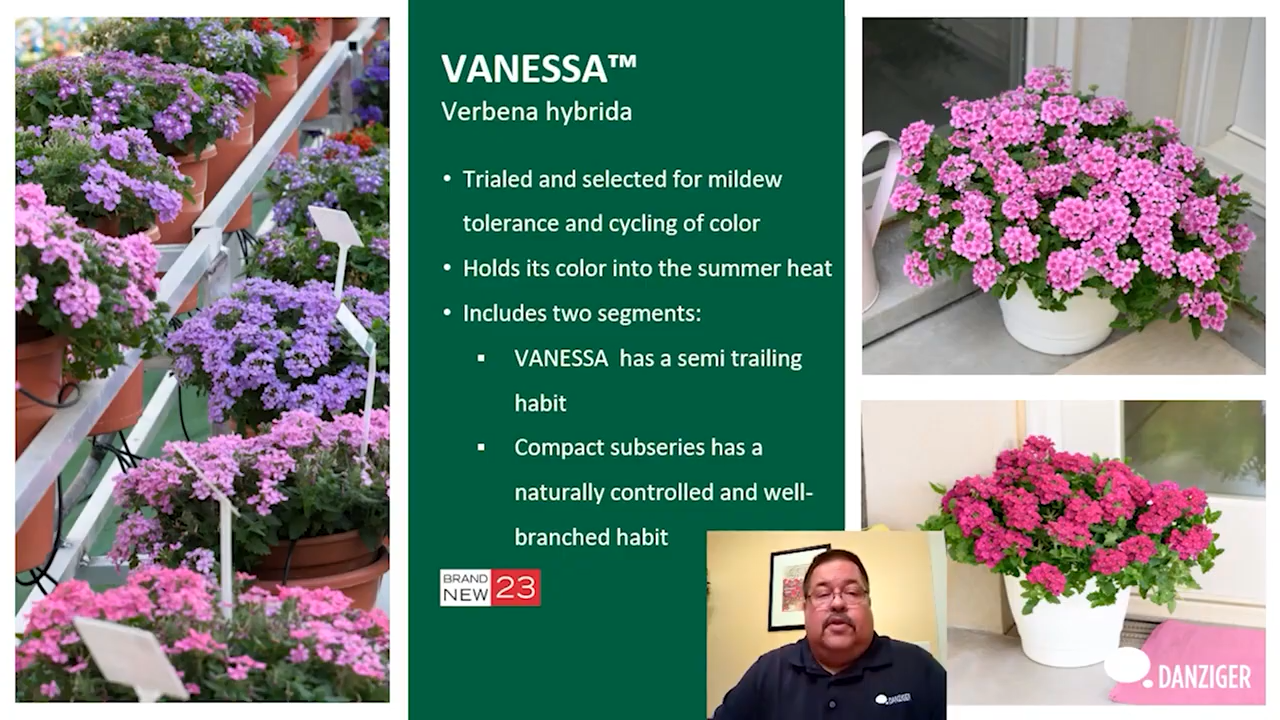 VANESSA™
Verbena hybrida
• Trialed and selected for mildew
tolerance and cycling of color
• Holds its color into the summer heat
• Includes two segments:
▪ VANESSA has a semi trailing
habit
▪ Compact subseries has a
naturally controlled and well-
branched habit
BRAND
NEW 23
DANZIGER
DANZIGER